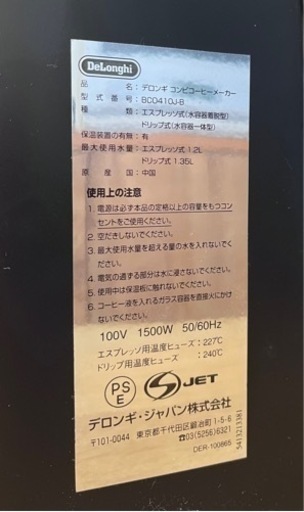 DeLonghi
品 名：デロンギ コンビコーヒーメーカー
型 式 番 号：BCO410J-B
種 類：エスプレッソ式(水容器着脱型)
ドリップ式(水容器一体型)
保温装置の有無：有
最大使用水量：エスプレッソ式 1.2L
ドリップ式 1.35L
原 産 国：中国
使用上の注意
1. 電源は必ず本品の定格以上の容量をもつコン
セントをご使用ください。
2. 空だきしないでください。
3. 最大使用水量を超える量の水を入れないでく
ださい。
4. 電気の通ずる部分は水に浸さないでください。
5. 使用中は保温板に触れないでください。
6. コーヒー液を入れるガラス容器を直接火にかけ
ないでください。
100V 1500W 50/60Hz
エスプレッソ用温度ヒューズ：227℃
ドリップ用温度ヒューズ ：240℃
PS
E
JET
デロンギ・ジャパン株式会社
〒101-0044 東京都千代田区鍛冶町1-5-6
☎03(5256)6321
DER-100865
5413213381